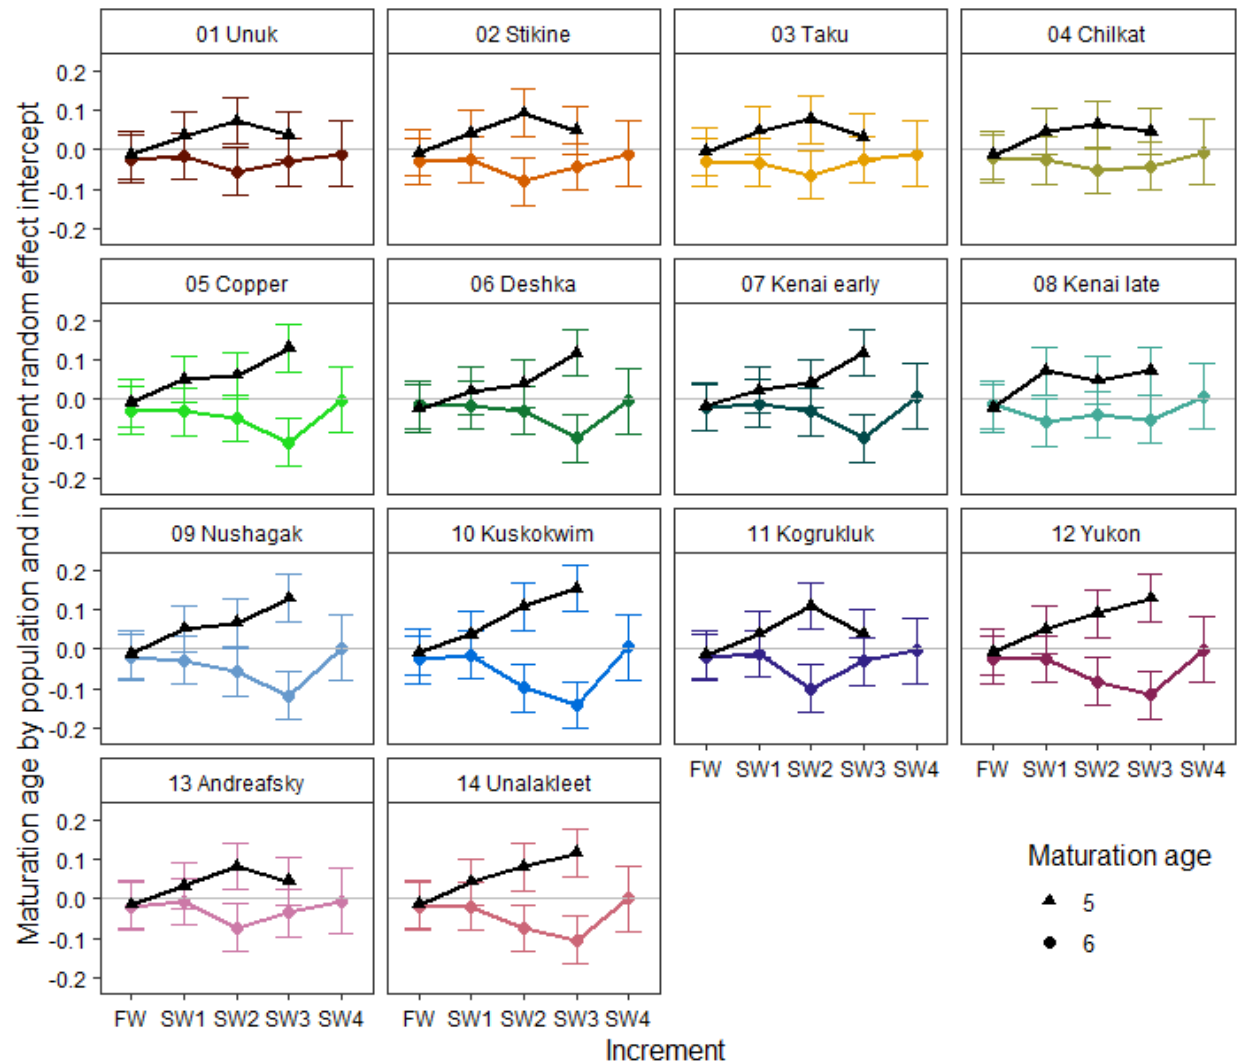 01 Unuk
02 Stikine
03 Taku
04 Chilkat
0.2
0.1
0.0
-0.1
-0.2
05 Copper
06 Deshka
07 Kenai early
08 Kenai late
0.2
0.1
0.0
-0.1
-0.2
09 Nushagak
10 Kuskokwim
11 Kogrukluk
12 Yukon
0.2
0.1
0.0
-0.1
-0.2
FW SW1 SW2 SW3 SW4
FW SW1 SW2 SW3 SW4
13 Andreafsky
14 Unalakleet
0.2
0.1
0.0
-0.1
-0.2
FW SW1 SW2 SW3 SW4
FW SW1 SW2 SW3 SW4
Maturation age by population and increment random effect intercept
Increment
Maturation age
5
6